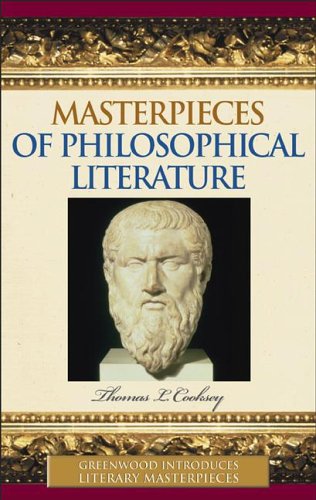 MASTERPIECES
OF PHILOSOPHICAL
LITERATURE
Thomas L. Cooksey
GREENWOOD INTRODUCES
LITERARY MASTERPIECES